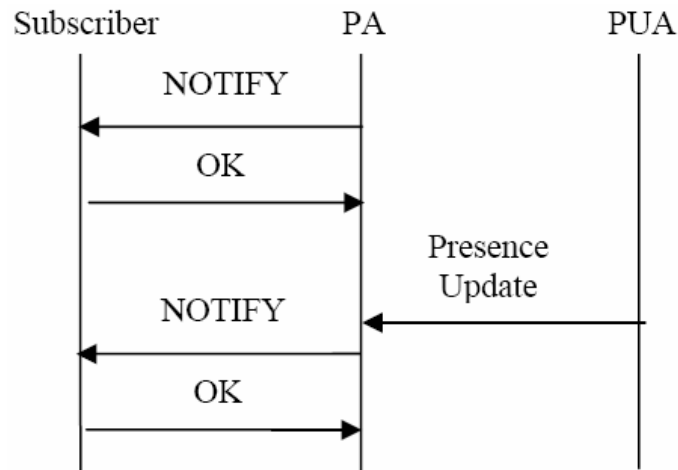 Subscriber
PA
PUA
NOTIFY
OK
Presence
Update
NOTIFY
OK